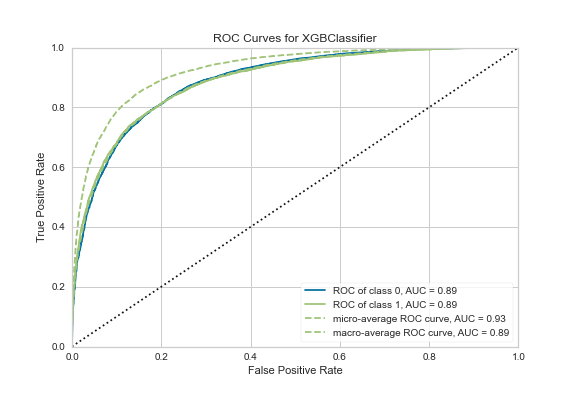 ROC Curves for XGBClassifier
True Positive Rate
1.0
0.8
0.6
0.4
0.2
0.0
ROC of class 0, AUC = 0.89
ROC of class 1, AUC = 0.89
micro-average ROC curve, AUC = 0.93
macro-average ROC curve, AUC = 0.89
0.0 0.2 0.4 0.6 0.8 1.0
False Positive Rate